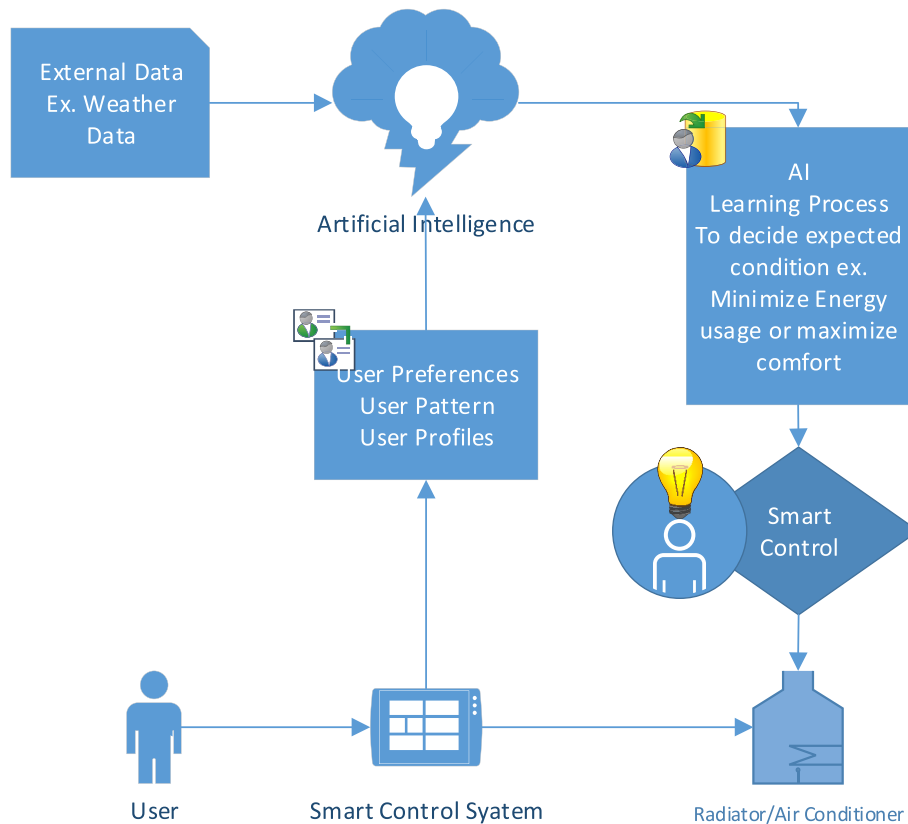 External Data
Ex. Weather
Data
Artificial Intelligence
AI
Learning Process
To decide expected
condition ex.
Minimize Energy
usage or maximize
comfort
User Preferences
User Pattern
User Profiles
Smart
Control
User
Smart Control Syatem
Radiator/Air Conditioner